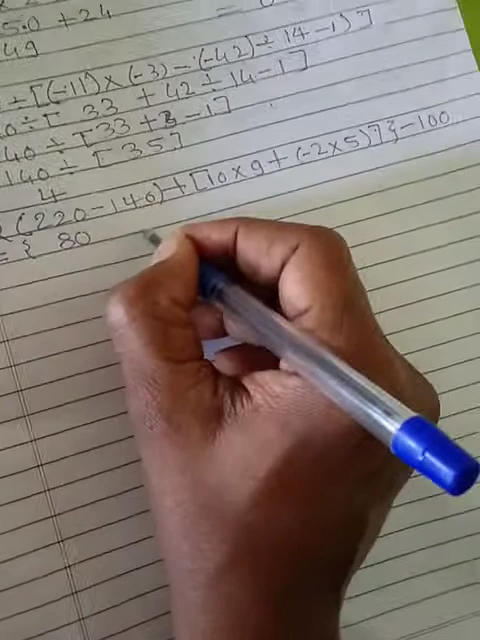 50 + 24
49
÷ [(-11) × (-3) - (-42) ÷ 14 - 1)]
0 ÷ [ 33 + 42 ÷ 14 - 1 ]
40 ÷ [33 + 3 - 1]
140 ÷ [ 35 ]
4
{(220 - 140) + [10 × 9 + (-2 × 5)]} - 100
= { 80